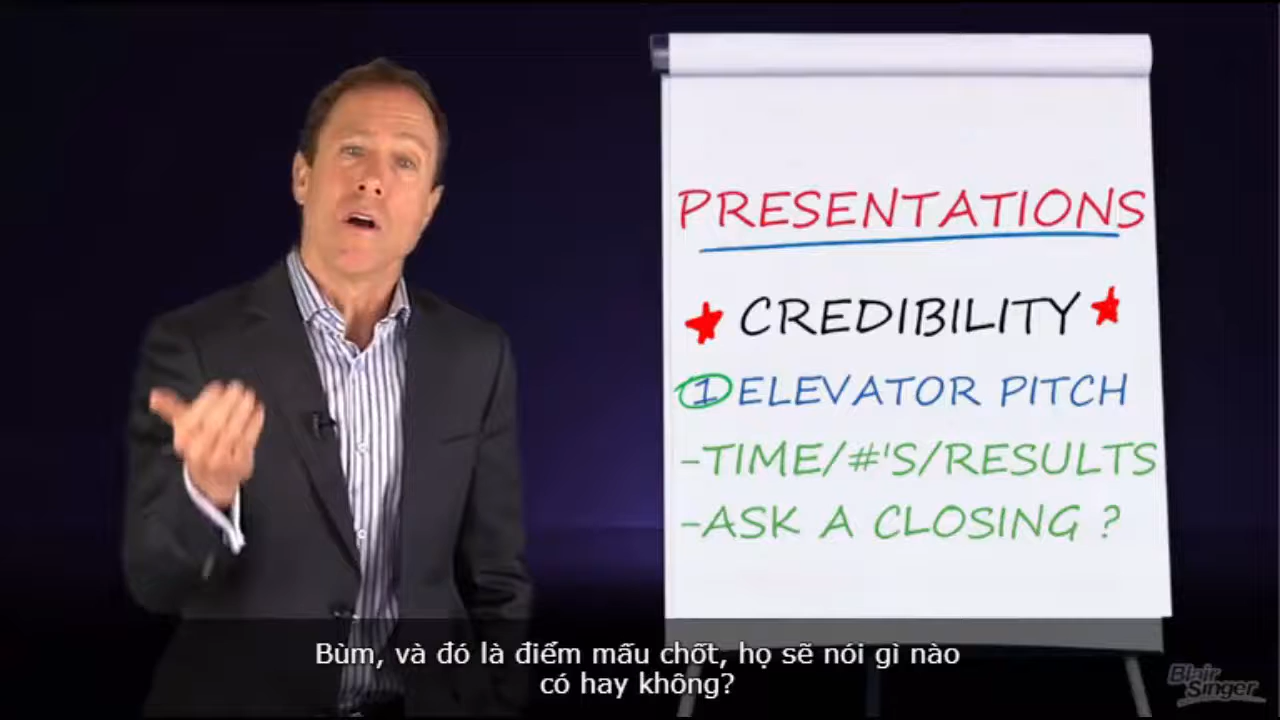 PRESENTATIONS
CREDIBILITY
1 ELEVATOR PITCH
-TIME/#'S/RESULTS
-ASK A CLOSING ?
Bùm, và đó là điểm mấu chốt, họ sẽ nói gì nào
có hay không?
Blair
Singer